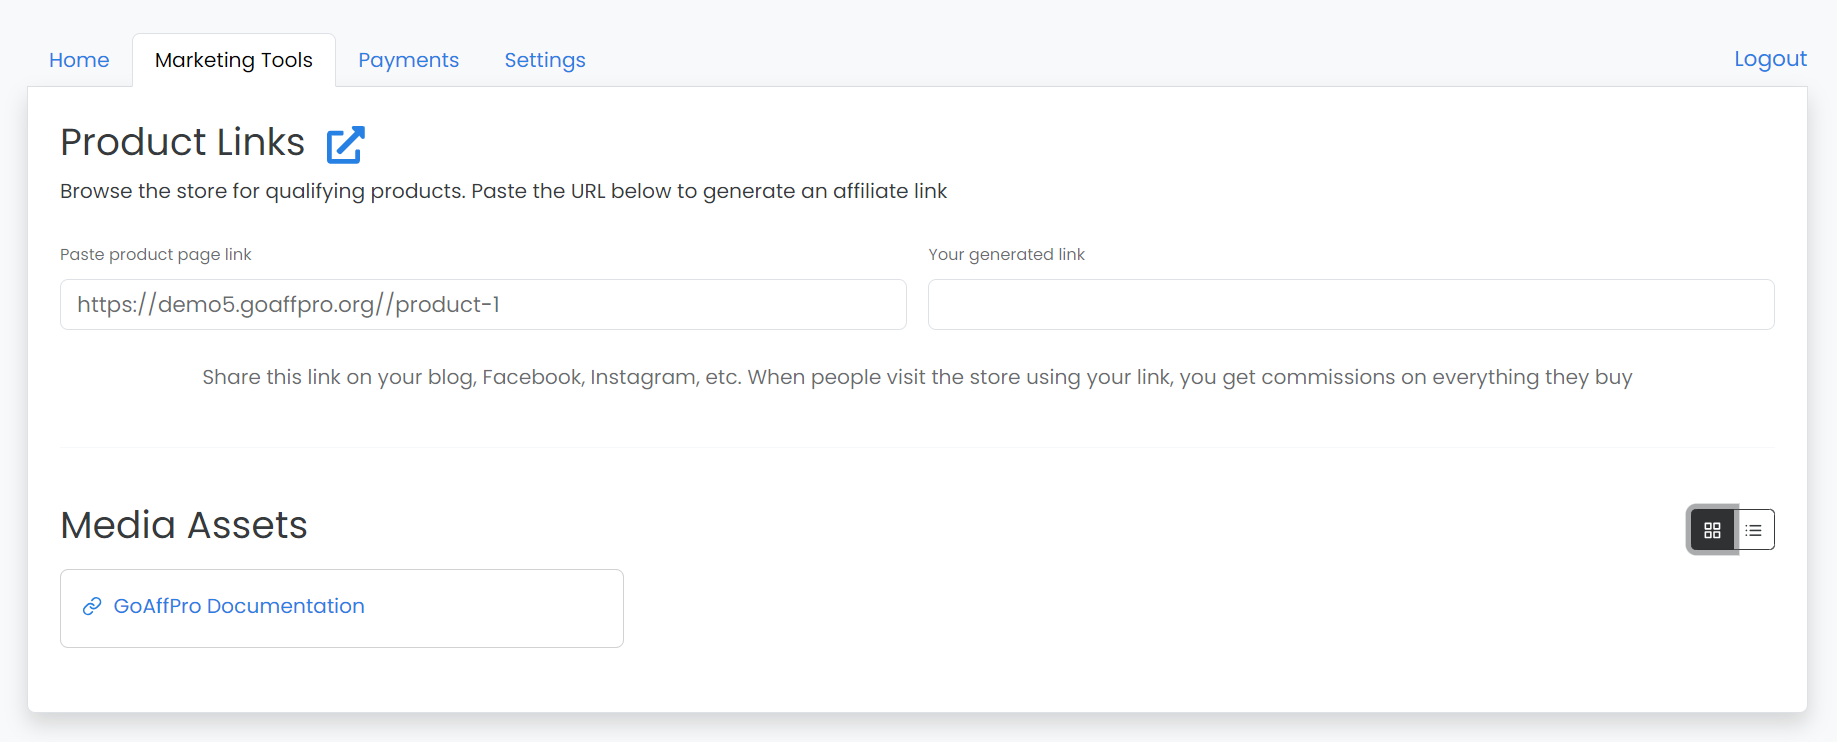 Home Marketing Tools Payments Settings Logout
Product Links
Browse the store for qualifying products. Paste the URL below to generate an affiliate link
Paste product page link
https://demo5.goaffpro.org//product-1
Your generated link
Share this link on your blog, Facebook, Instagram, etc. When people visit the store using your link, you get commissions on everything they buy
Media Assets
GoAffPro Documentation